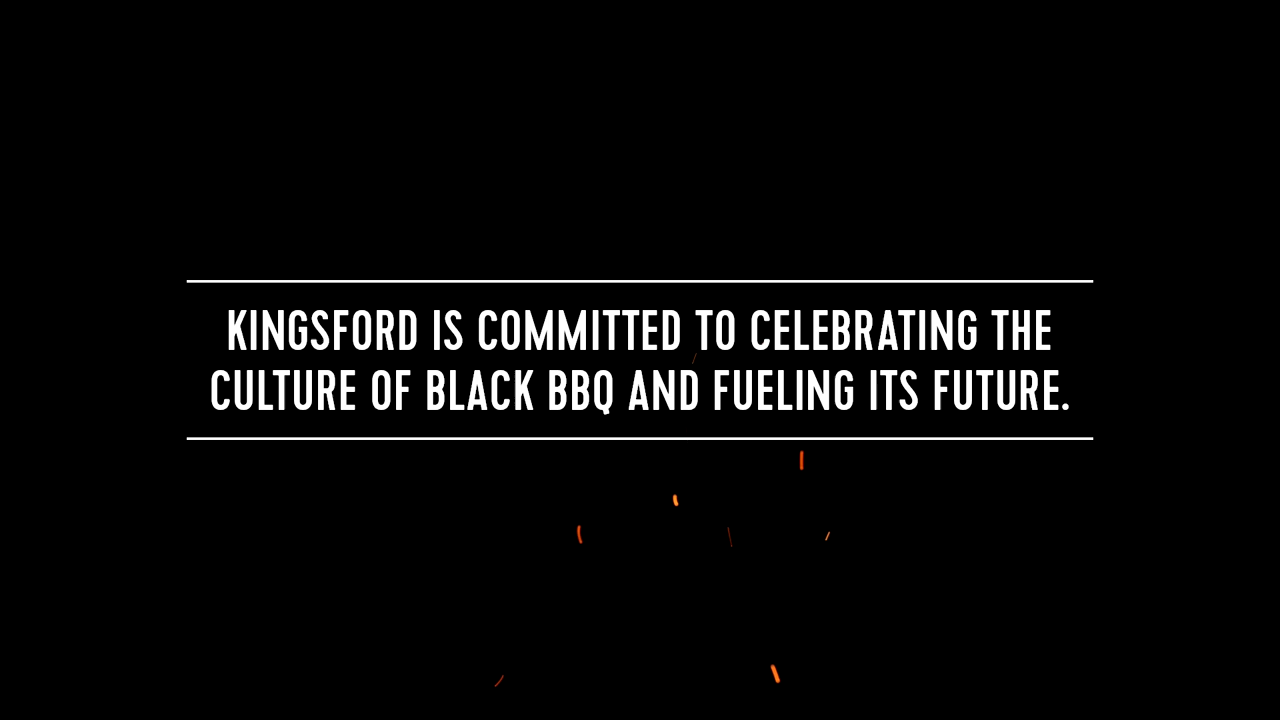 KINGSFORD IS COMMITTED TO CELEBRATING THE
CULTURE OF BLACK BBQ AND FUELING ITS FUTURE.